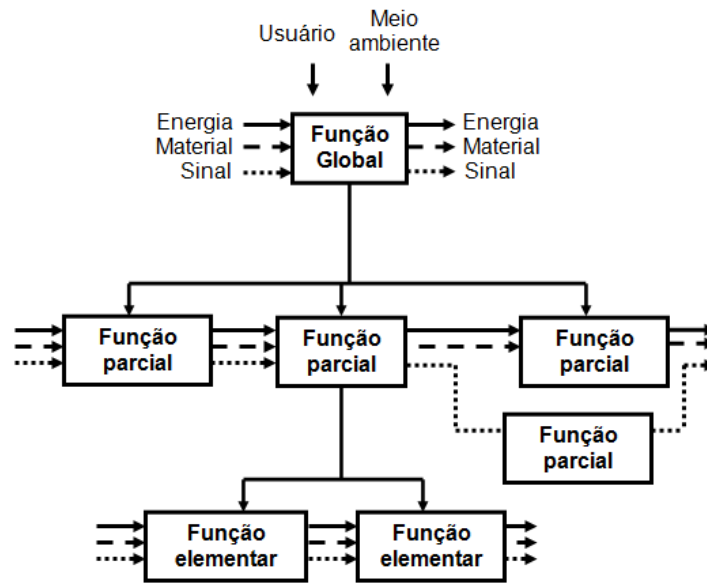 Usuário
Meio
ambiente
Energia
Material
Sinal
Função
Global
Energia
Material
Sinal
Função
parcial
Função
parcial
Função
parcial
Função
parcial
Função
elementar
Função
elementar